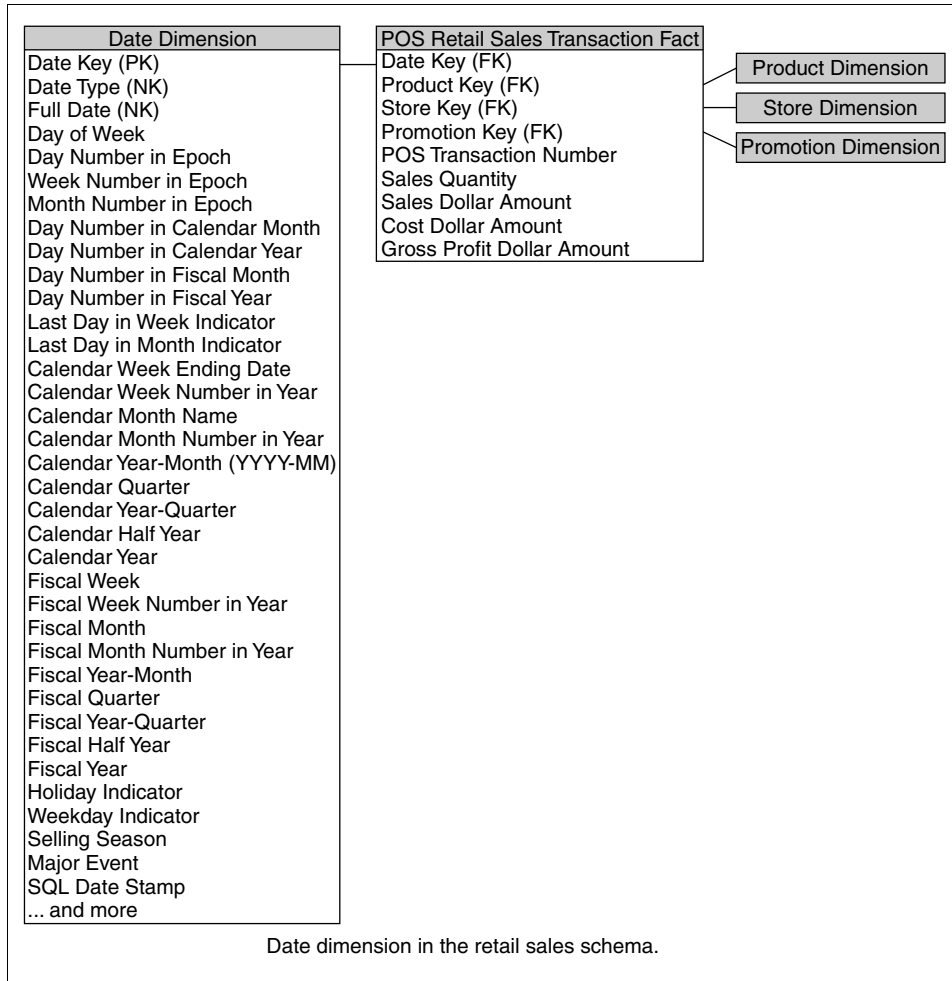 Date Dimension
Date Key (PK)
Date Type (NK)
Full Date (NK)
Day of Week
Day Number in Epoch
Week Number in Epoch
Month Number in Epoch
Day Number in Calendar Month
Day Number in Calendar Year
Day Number in Fiscal Month
Day Number in Fiscal Year
Last Day in Week Indicator
Last Day in Month Indicator
Calendar Week Ending Date
Calendar Week Number in Year
Calendar Month Name
Calendar Month Number in Year
Calendar Year-Month (YYYY-MM)
Calendar Quarter
Calendar Year-Quarter
Calendar Half Year
Calendar Year
Fiscal Week
Fiscal Week Number in Year
Fiscal Month
Fiscal Month Number in Year
Fiscal Year-Month
Fiscal Quarter
Fiscal Year-Quarter
Fiscal Half Year
Fiscal Year
Holiday Indicator
Weekday Indicator
Selling Season
Major Event
SQL Date Stamp
... and more
POS Retail Sales Transaction Fact
Date Key (FK)
Product Key (FK)
Store Key (FK)
Promotion Key (FK)
POS Transaction Number
Sales Quantity
Sales Dollar Amount
Cost Dollar Amount
Gross Profit Dollar Amount
Product Dimension
Store Dimension
Promotion Dimension
Date dimension in the retail sales schema.